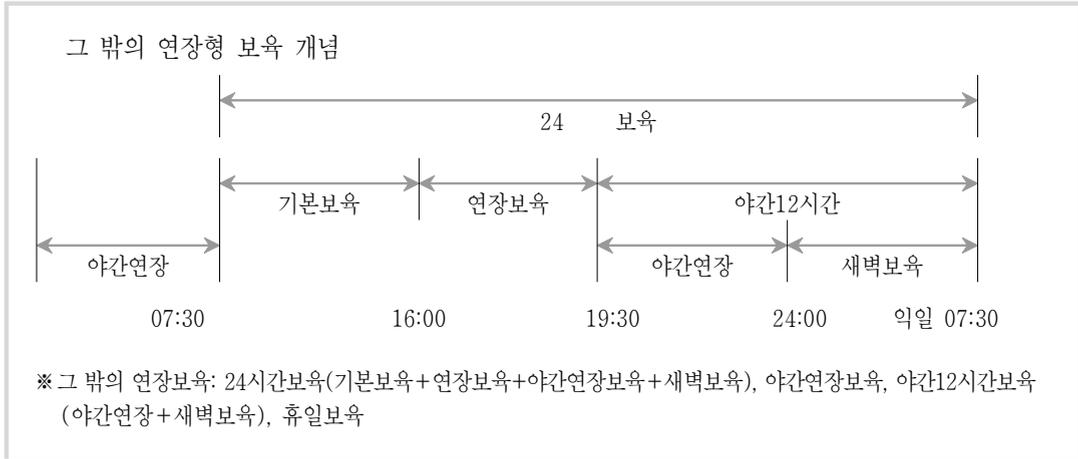 그 밖의 연장형 보육 개념
24 보육
기본보육 연장보육 야간12시간
야간연장 야간연장 새벽보육
07:30 16:00 19:30 24:00 익일 07:30
※그 밖의 연장보육: 24시간보육(기본보육+연장보육+야간연장보육+새벽보육), 야간연장보육, 야간12시간보육
(야간연장+새벽보육), 휴일보육